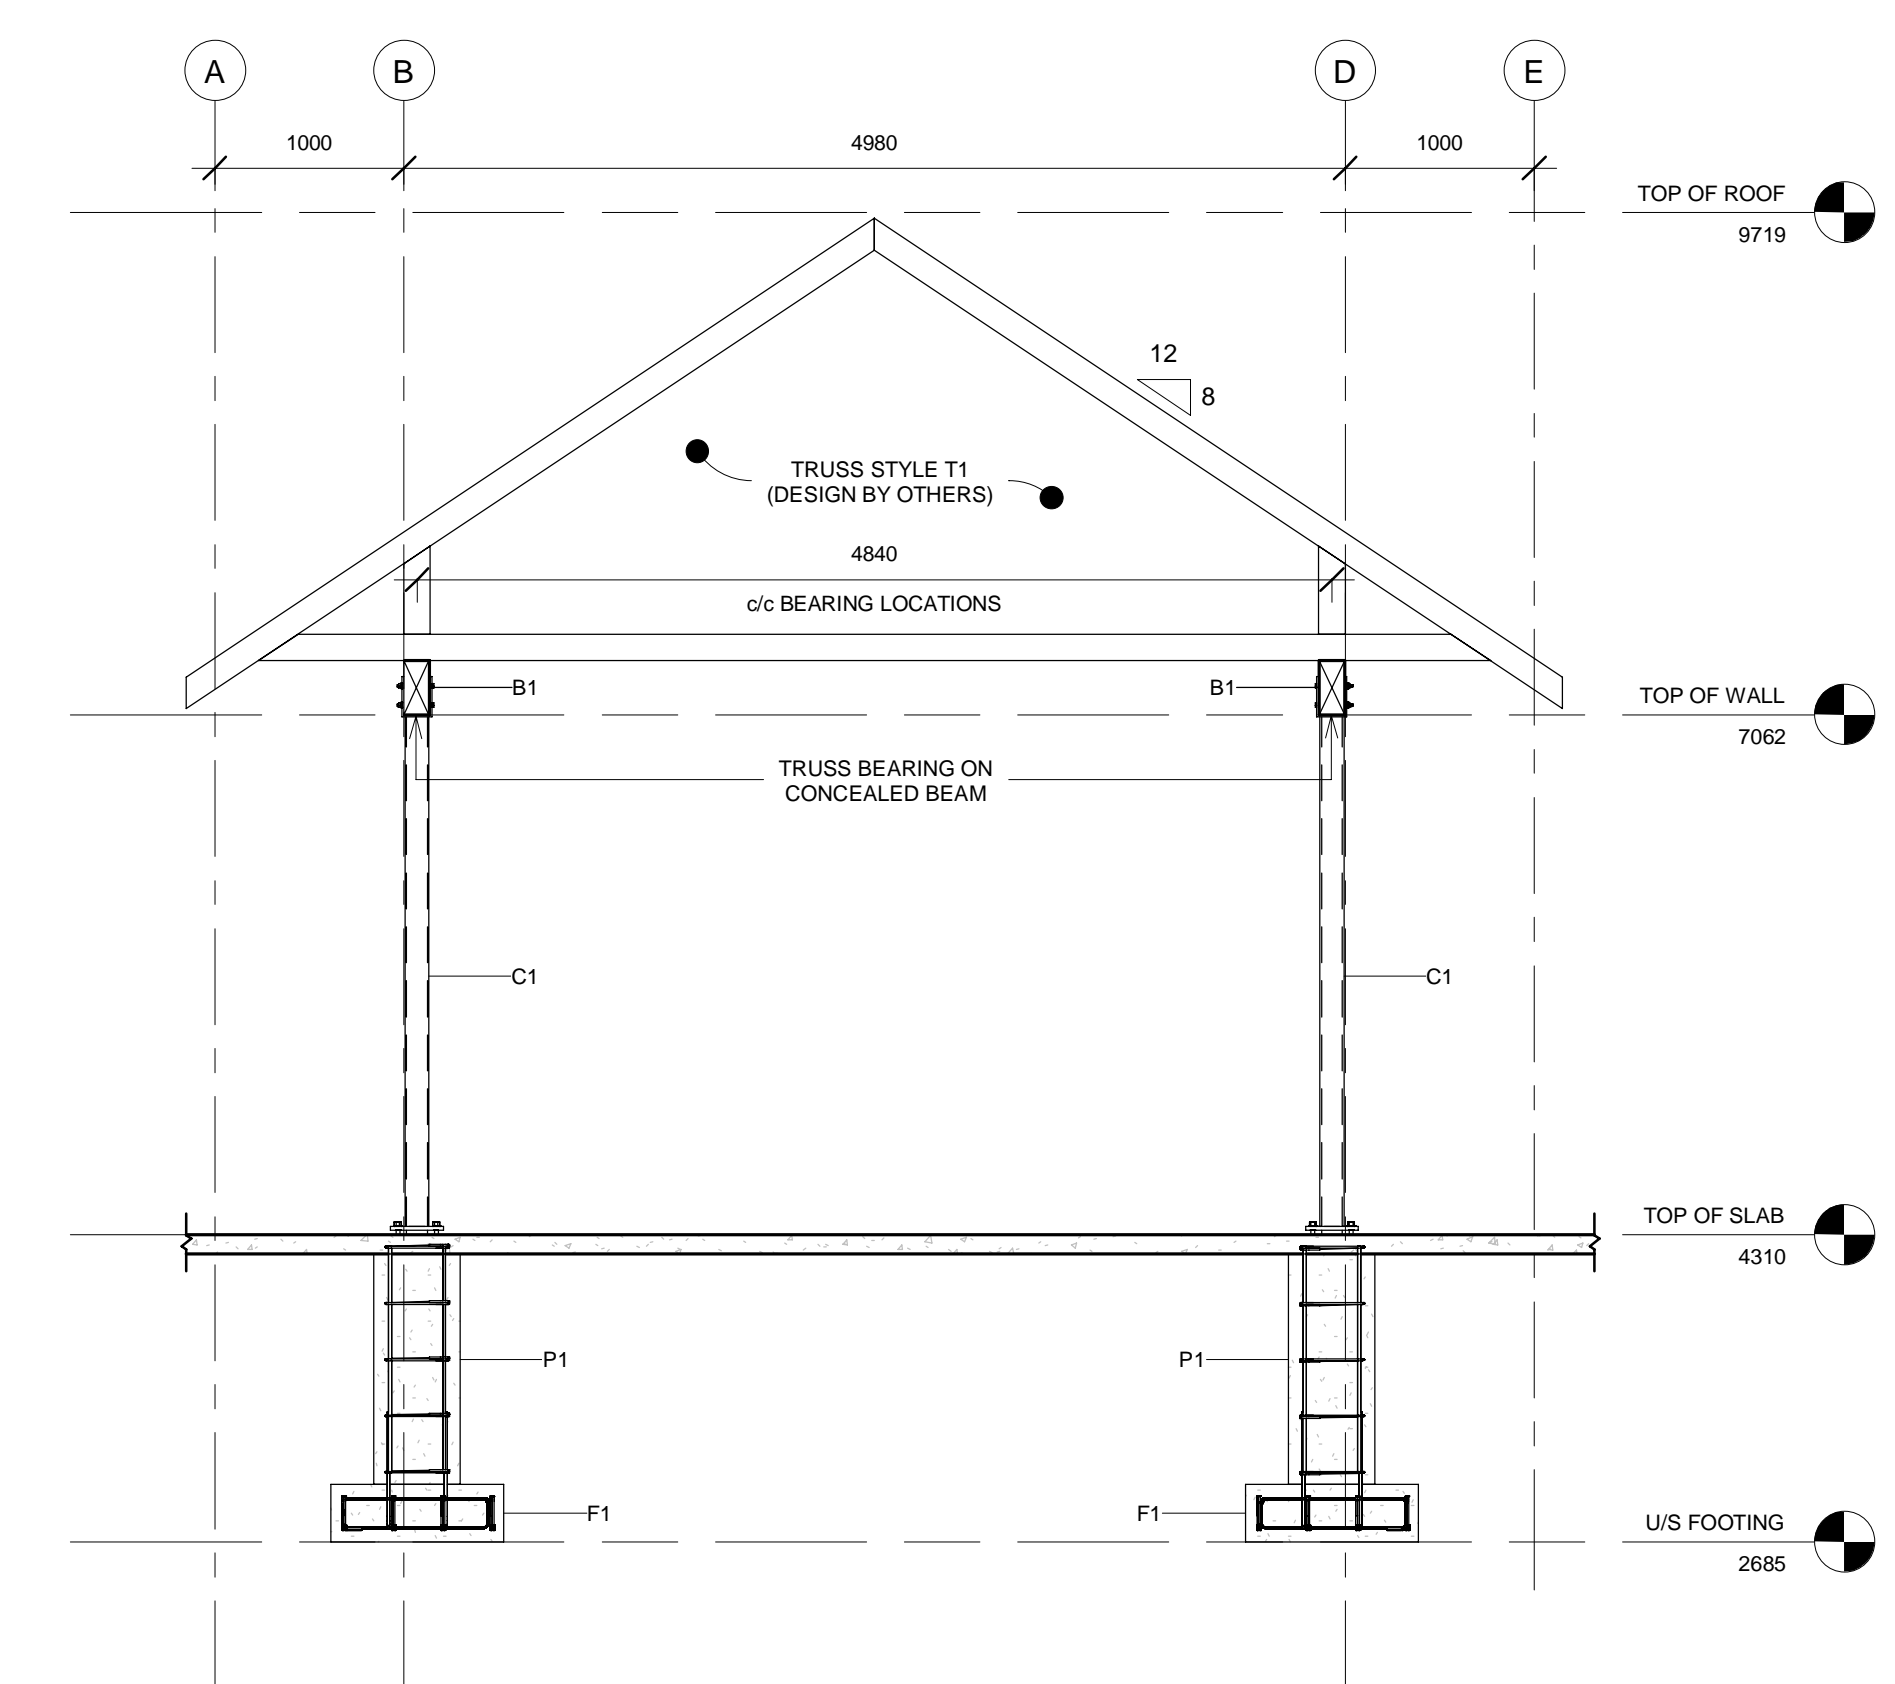 A
B
D
E
1000
4980
1000
TOP OF ROOF
9719
12
8
TRUSS STYLE T1
(DESIGN BY OTHERS)
4840
c/c BEARING LOCATIONS
B1
B1
TOP OF WALL
7062
TRUSS BEARING ON
CONCEALED BEAM
C1
C1
TOP OF SLAB
4310
P1
P1
F1
F1
U/S FOOTING
2685